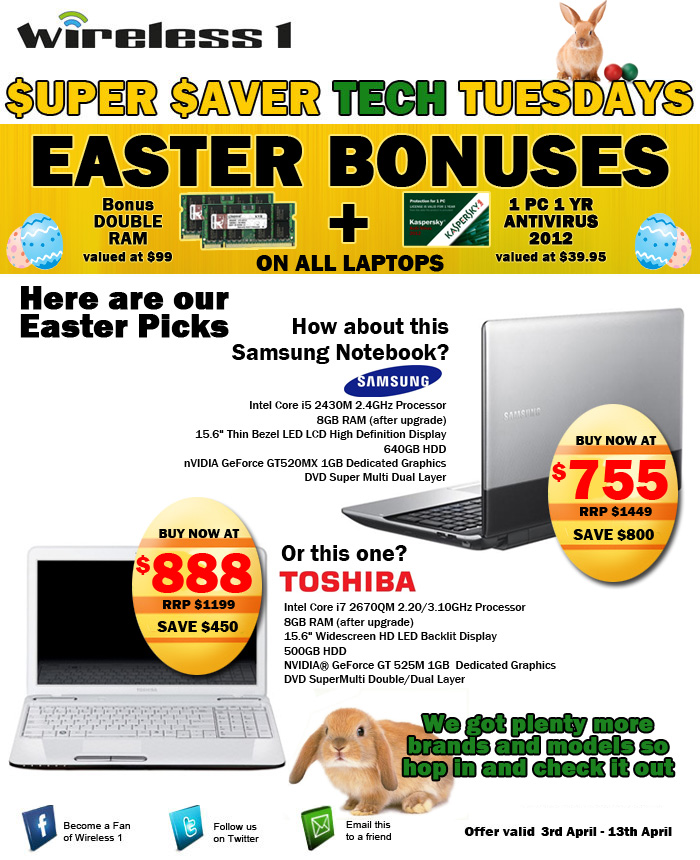 wireless 1
$UPER $AVER TECH TUESDAYS
EASTER BONUSES
Bonus
DOUBLE
RAM
valued at $99
+
Protection for 1 PC
Kaspersky
KASPERSKY
1 PC 1 YR
ANTIVIRUS
2012
valued at $39.95
ON ALL LAPTOPS
Here are our
Easter Picks
How about this
Samsung Notebook?
SAMSUNG
Intel Core i5 2430M 2.4GHz Processor
8GB RAM (after upgrade)
15.6" Thin Bezel LED LCD High Definition Display
640GB HDD
nVIDIA GeForce GT520MX 1GB Dedicated Graphics
DVD Super Multi Dual Layer
SAMSUNG
BUY NOW AT
$755
RRP $1449
SAVE $800
BUY NOW AT
$888
RRP $1199
SAVE $450
Or this one?
TOSHIBA
Intel Core i7 2670QM 2.20/3.10GHz Processor
8GB RAM (after upgrade)
15.6" Widescreen HD LED Backlit Display
500GB HDD
NVIDIA® GeForce GT 525M 1GB Dedicated Graphics
DVD SuperMulti Double/Dual Layer
We got plenty more
brands and models so
hop in and check it out
Become a Fan
of Wireless 1
Follow us
on Twitter
Email this
to a friend
Offer valid 3rd April - 13th April